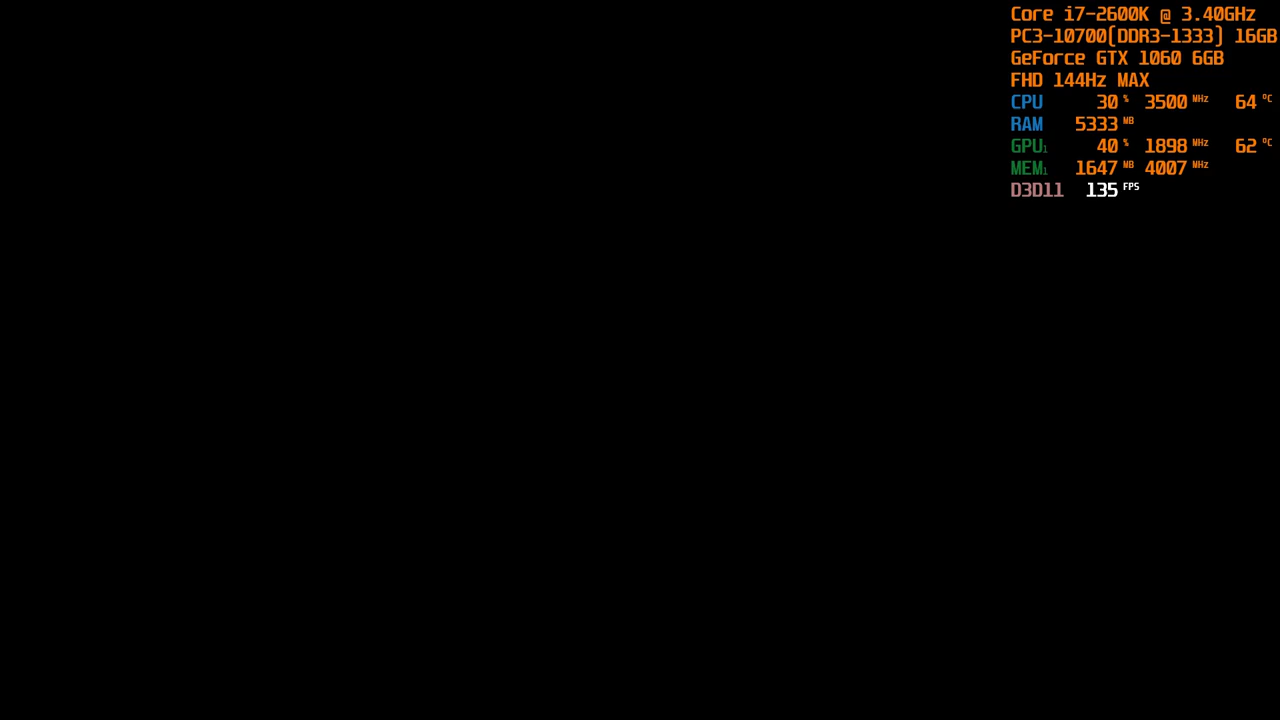 Core i7-2600K @ 3.40GHz
PC3-10700(DDR3-1333) 16GB
GeForce GTX 1060 6GB
FHD 144Hz MAX
CPU 30 % 3500 MHz 64 °C
RAM 5333 MB
GPU1 40 % 1898 MHz 62 °C
MEM1 1647 MB 4007 MHz
D3D11 135 FPS